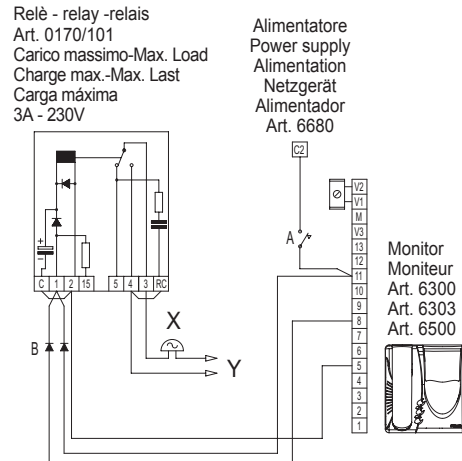 Relè - relay -relais
Art. 0170/101
Carico massimo-Max. Load
Charge max.-Max. Last
Carga máxima
3A - 230V
Alimentatore
Power supply
Alimentation
Netzgerät
Alimentador
Art. 6680
C2
A
V2
V1
M
V3
13
12
11
10
9
8
7
6
5
4
3
2
1
Monitor
Moniteur
Art. 6300
Art. 6303
Art. 6500
+
–
C 1 2 15 5 4 3 RC
B
X
Y